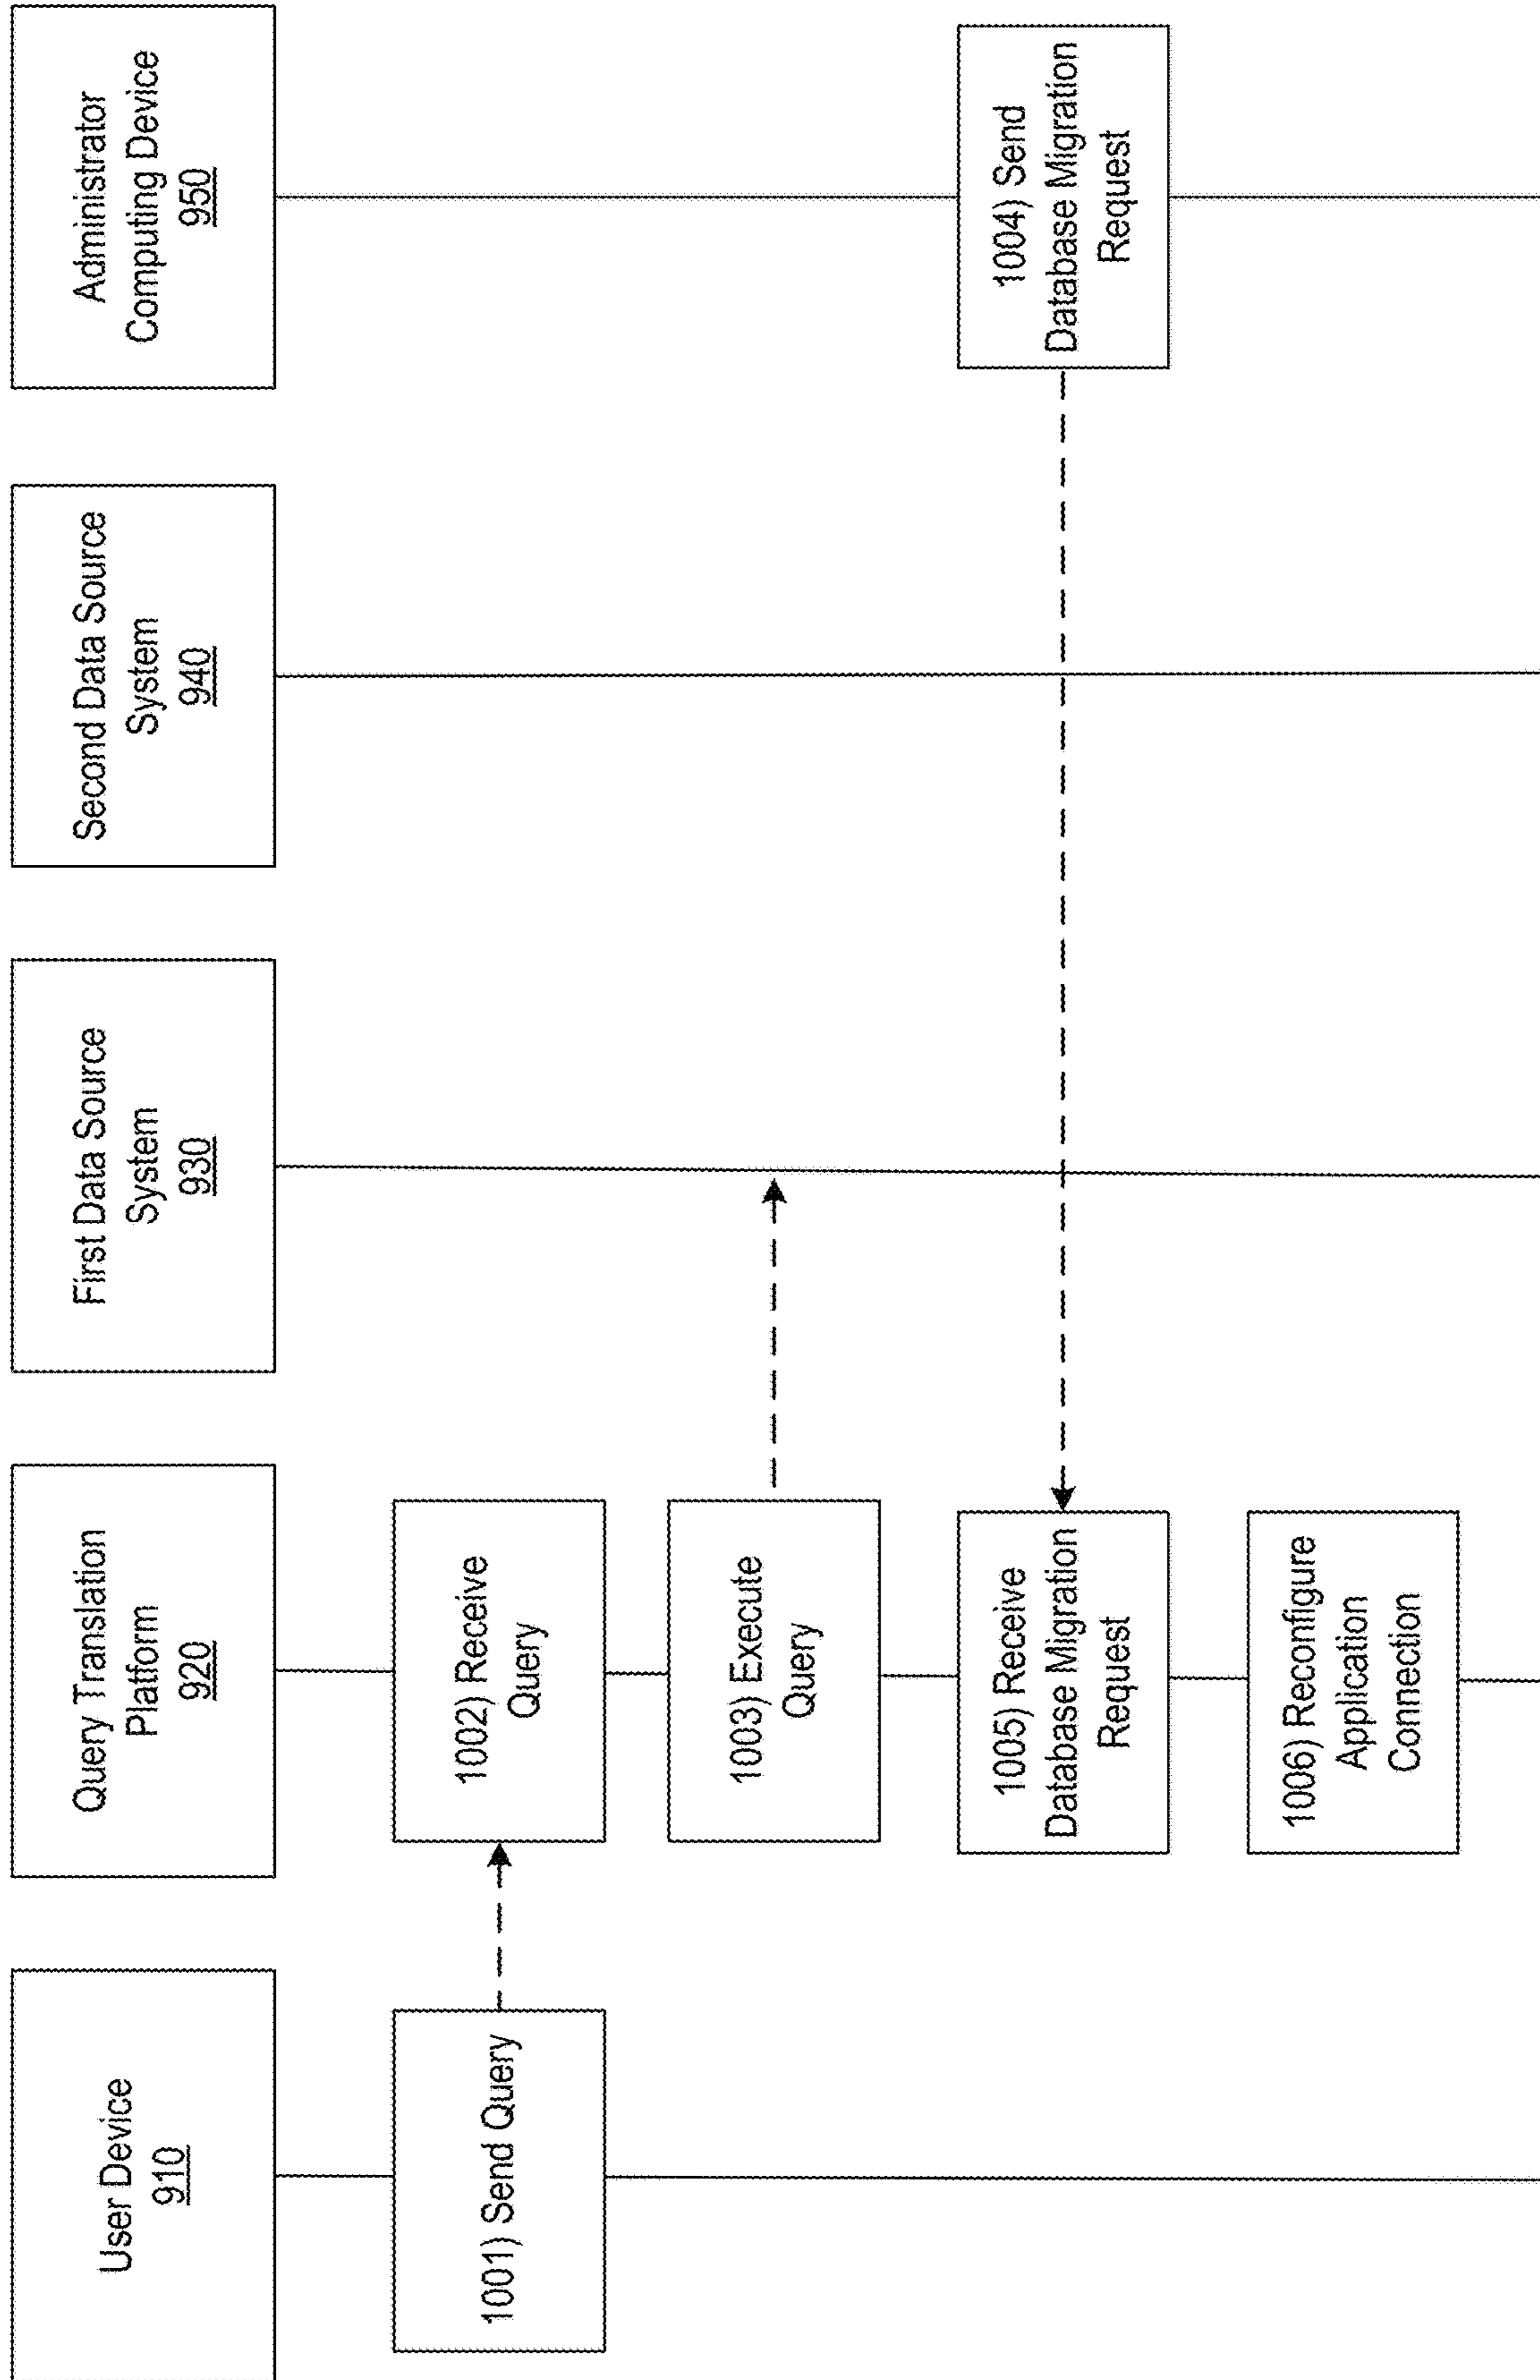 User Device
910
Query Translation
Platform
920
First Data Source
System
930
Second Data Source
System
940
Administrator
Computing Device
950
1001) Send Query
1002) Receive
Query
1003) Execute
Query
1004) Send
Database Migration
Request
1005) Receive
Database Migration
Request
1006) Reconfigure
Application
Connection